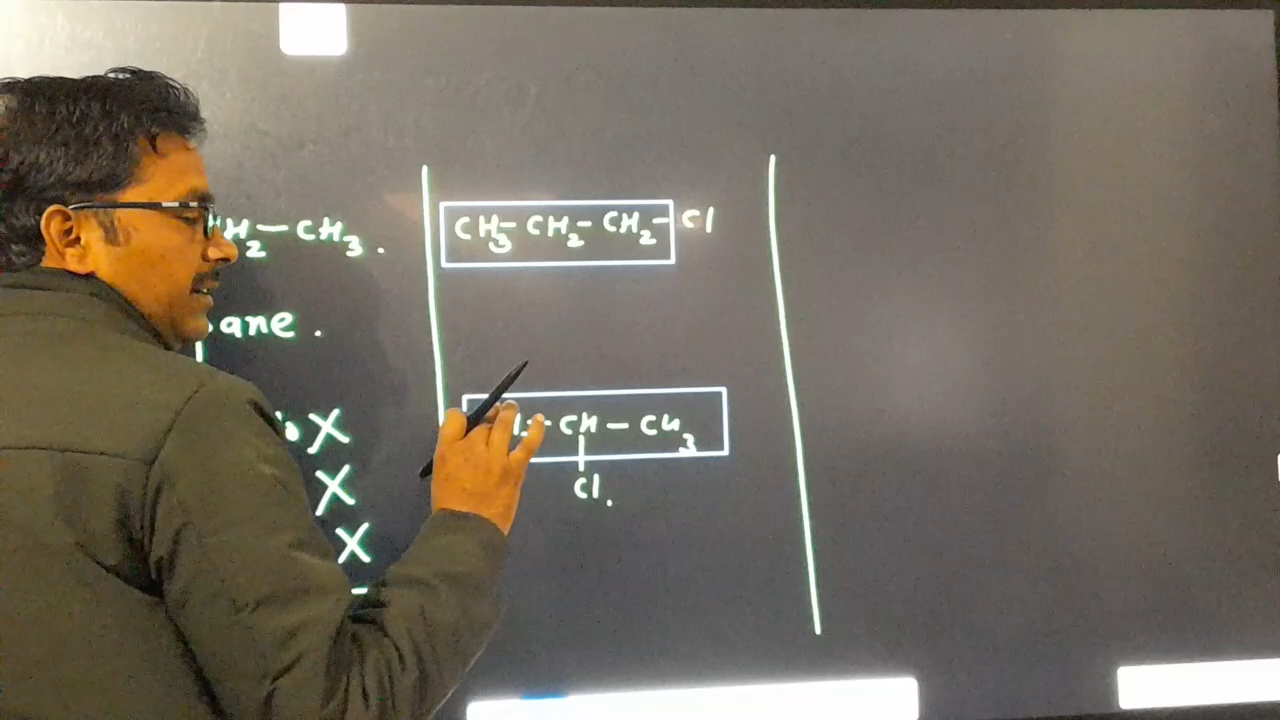 H₂—CH₃.
ane.
X
X
X
CH₃-CH₂-CH₂-Cl
-CH-CH₃
Cl.